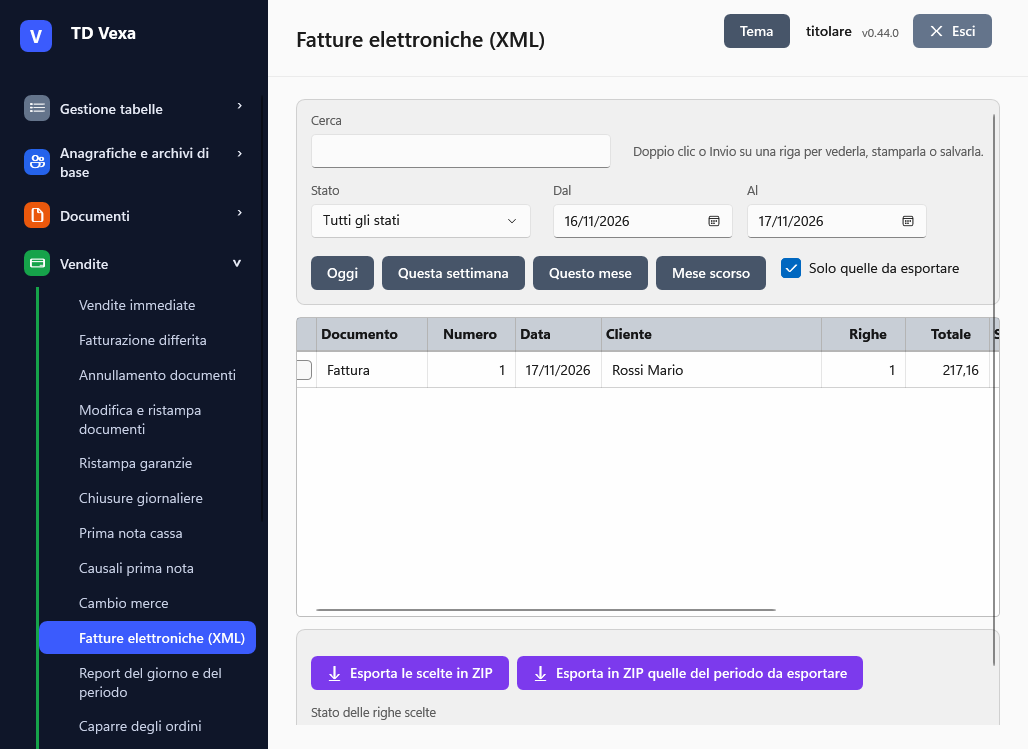 V
TD Vexa
Gestione tabelle
Anagrafiche e archivi di
base
Documenti
Vendite
Vendite immediate
Fatturazione differita
Annullamento documenti
Modifica e ristampa
documenti
Ristampa garanzie
Chiusure giornaliere
Prima nota cassa
Causali prima nota
Cambio merce
Fatture elettroniche (XML)
Report del giorno e del
periodo
Caparre degli ordini
Fatture elettroniche (XML)
Tema
titolare
v0.44.0
Esci
Cerca
Doppio clic o Invio su una riga per vederla, stamparla o salvarla.
Stato
Dal
Al
Tutti gli stati
16/11/2026
17/11/2026
Oggi
Questa settimana
Questo mese
Mese scorso
Solo quelle da esportare
Documento Numero Data Cliente Righe Totale
Fattura 1 17/11/2026 Rossi Mario 1 217,16
Esporta le scelte in ZIP
Esporta in ZIP quelle del periodo da esportare
Stato delle righe scelte